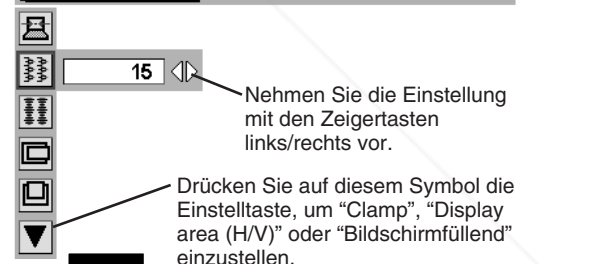 15
Nehmen Sie die Einstellung
mit den Zeigertasten
links/rechts vor.
Drücken Sie auf diesem Symbol die
Einstelltaste, um “Clamp”, “Display
area (H/V)” oder “Bildschirmfüllend”
einzustellen.